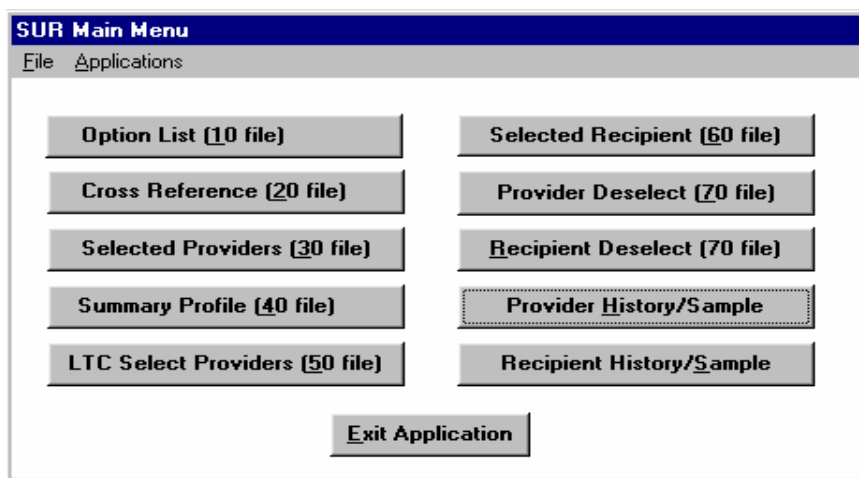 SUR Main Menu
File Applications
Option List (10 file)
Selected Recipient (60 file)
Cross Reference (20 file)
Provider Deselect (70 file)
Selected Providers (30 file)
Recipient Deselect (70 file)
Summary Profile (40 file)
Provider History/Sample
LTC Select Providers (50 file)
Recipient History/Sample
Exit Application